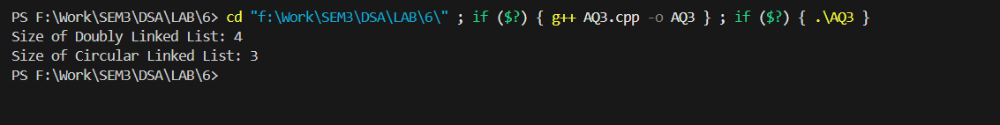 PS F:\Work\SEM3\DSA\LAB\6> cd "f:\Work\SEM3\DSA\LAB\6\" ; if ($?) { g++ AQ3.cpp -o AQ3 } ; if ($?) { .\AQ3 }
Size of Doubly Linked List: 4
Size of Circular Linked List: 3
PS F:\Work\SEM3\DSA\LAB\6>